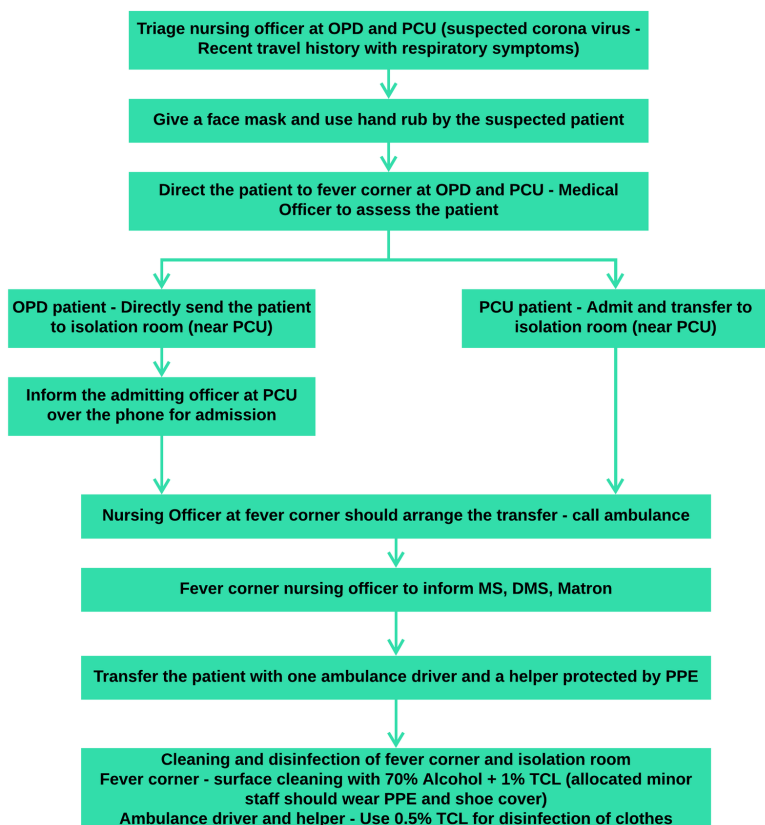 Triage nursing officer at OPD and PCU (suspected corona virus -
Recent travel history with respiratory symptoms)
Give a face mask and use hand rub by the suspected patient
Direct the patient to fever corner at OPD and PCU - Medical
Officer to assess the patient
OPD patient - Directly send the patient
to isolation room (near PCU)
PCU patient - Admit and transfer to
isolation room (near PCU)
Inform the admitting officer at PCU
over the phone for admission
Nursing Officer at fever corner should arrange the transfer - call ambulance
Fever corner nursing officer to inform MS, DMS, Matron
Transfer the patient with one ambulance driver and a helper protected by PPE
Cleaning and disinfection of fever corner and isolation room
Fever corner - surface cleaning with 70% Alcohol + 1% TCL (allocated minor
staff should wear PPE and shoe cover)
Ambulance driver and helper - Use 0.5% TCL for disinfection of clothes